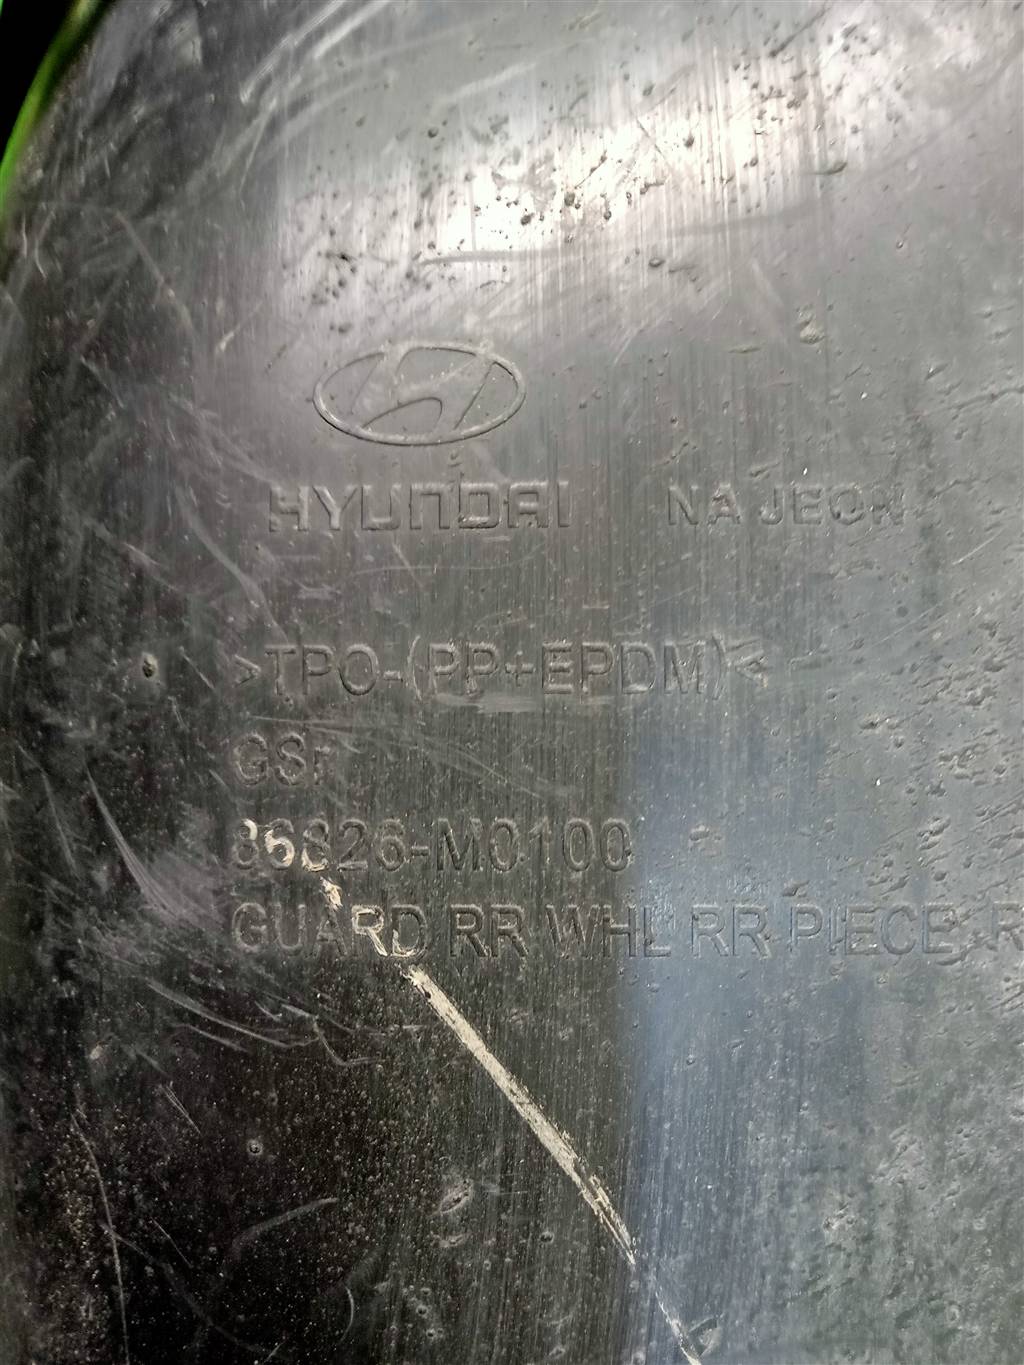 HYUNDAI NA JEON
>TPO-(PP+EPDM)<
GSr
86826-M0100
GUARD RR WHL RR PIECE R